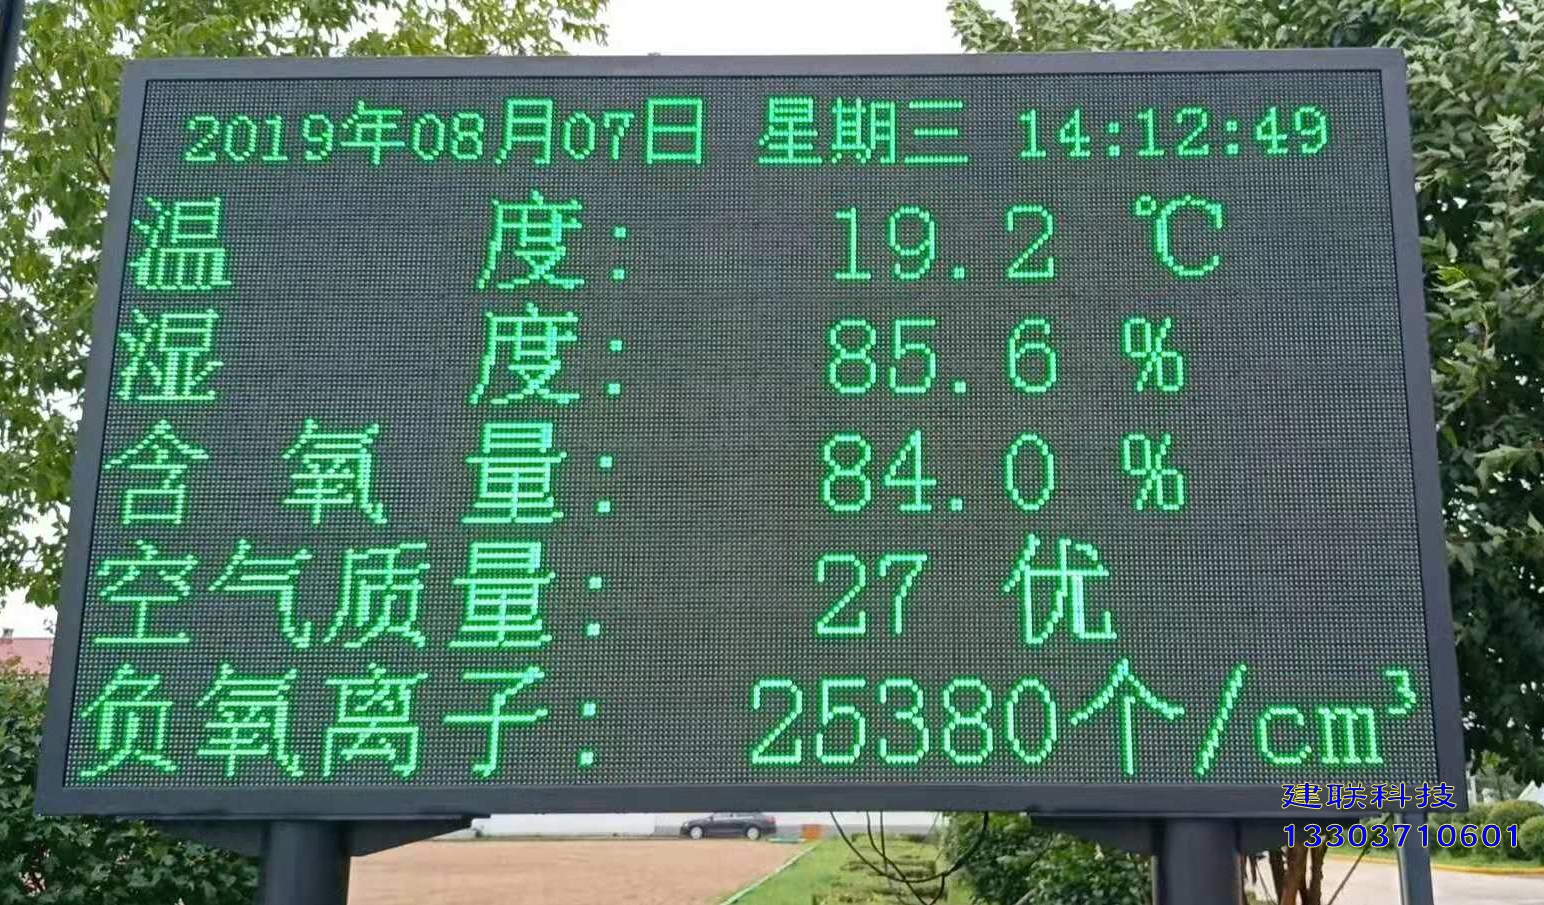 2019年08月07日 星期三 14:12:49
温度: 19.2 ℃
湿度: 85.6 %
含氧量: 84.0 %
空气质量: 27 优
负氧离子: 25380个/cm³
建联科技
13303710601